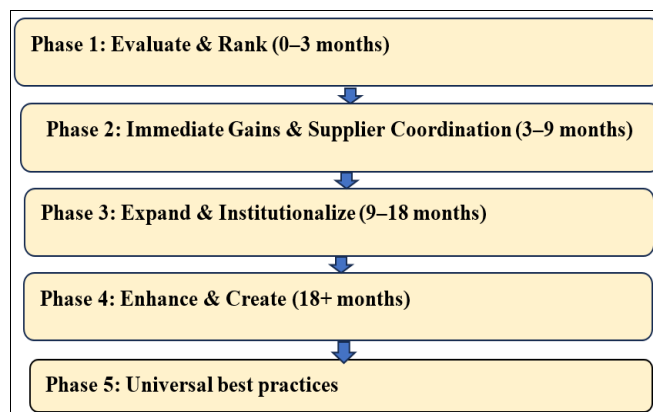 Phase 1: Evaluate & Rank (0–3 months)
Phase 2: Immediate Gains & Supplier Coordination (3–9 months)
Phase 3: Expand & Institutionalize (9–18 months)
Phase 4: Enhance & Create (18+ months)
Phase 5: Universal best practices